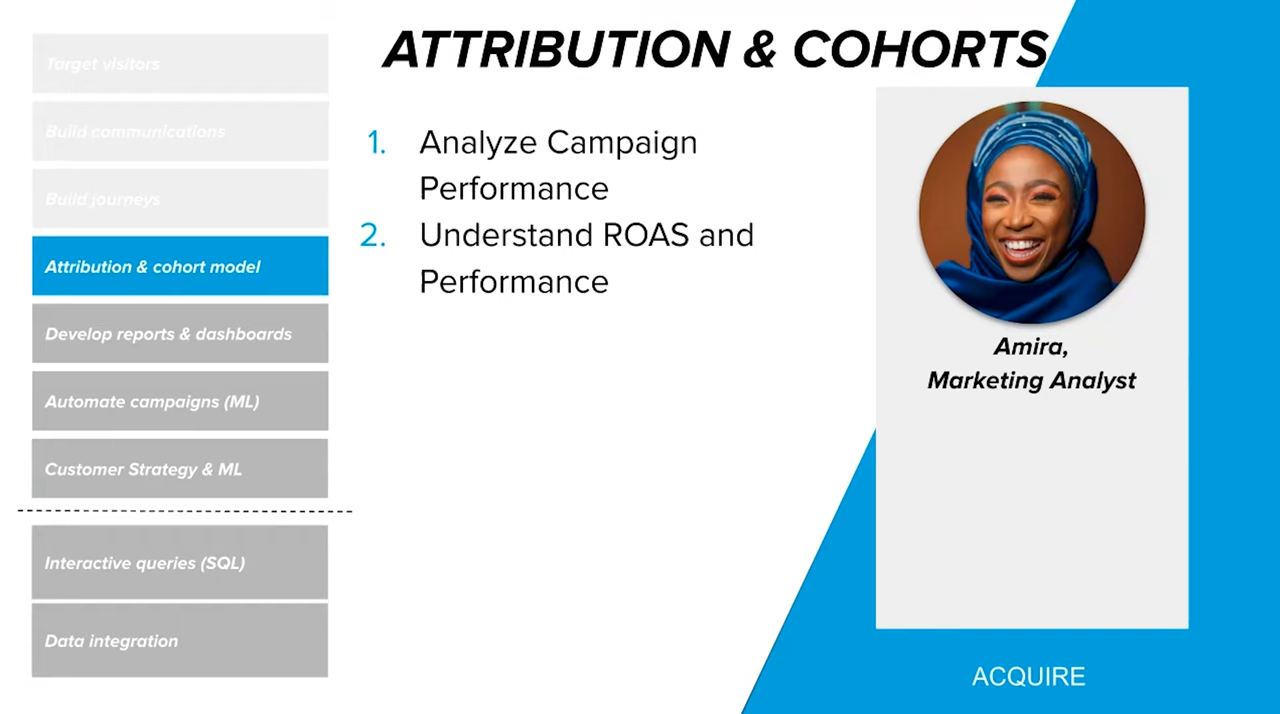 ATTRIBUTION & COHORTS
Target visitors
Build communications
Build journeys
Attribution & cohort model
Develop reports & dashboards
Automate campaigns (ML)
Customer Strategy & ML
Interactive queries (SQL)
Data integration
1. Analyze Campaign
Performance
2. Understand ROAS and
Performance
Amira,
Marketing Analyst
ACQUIRE